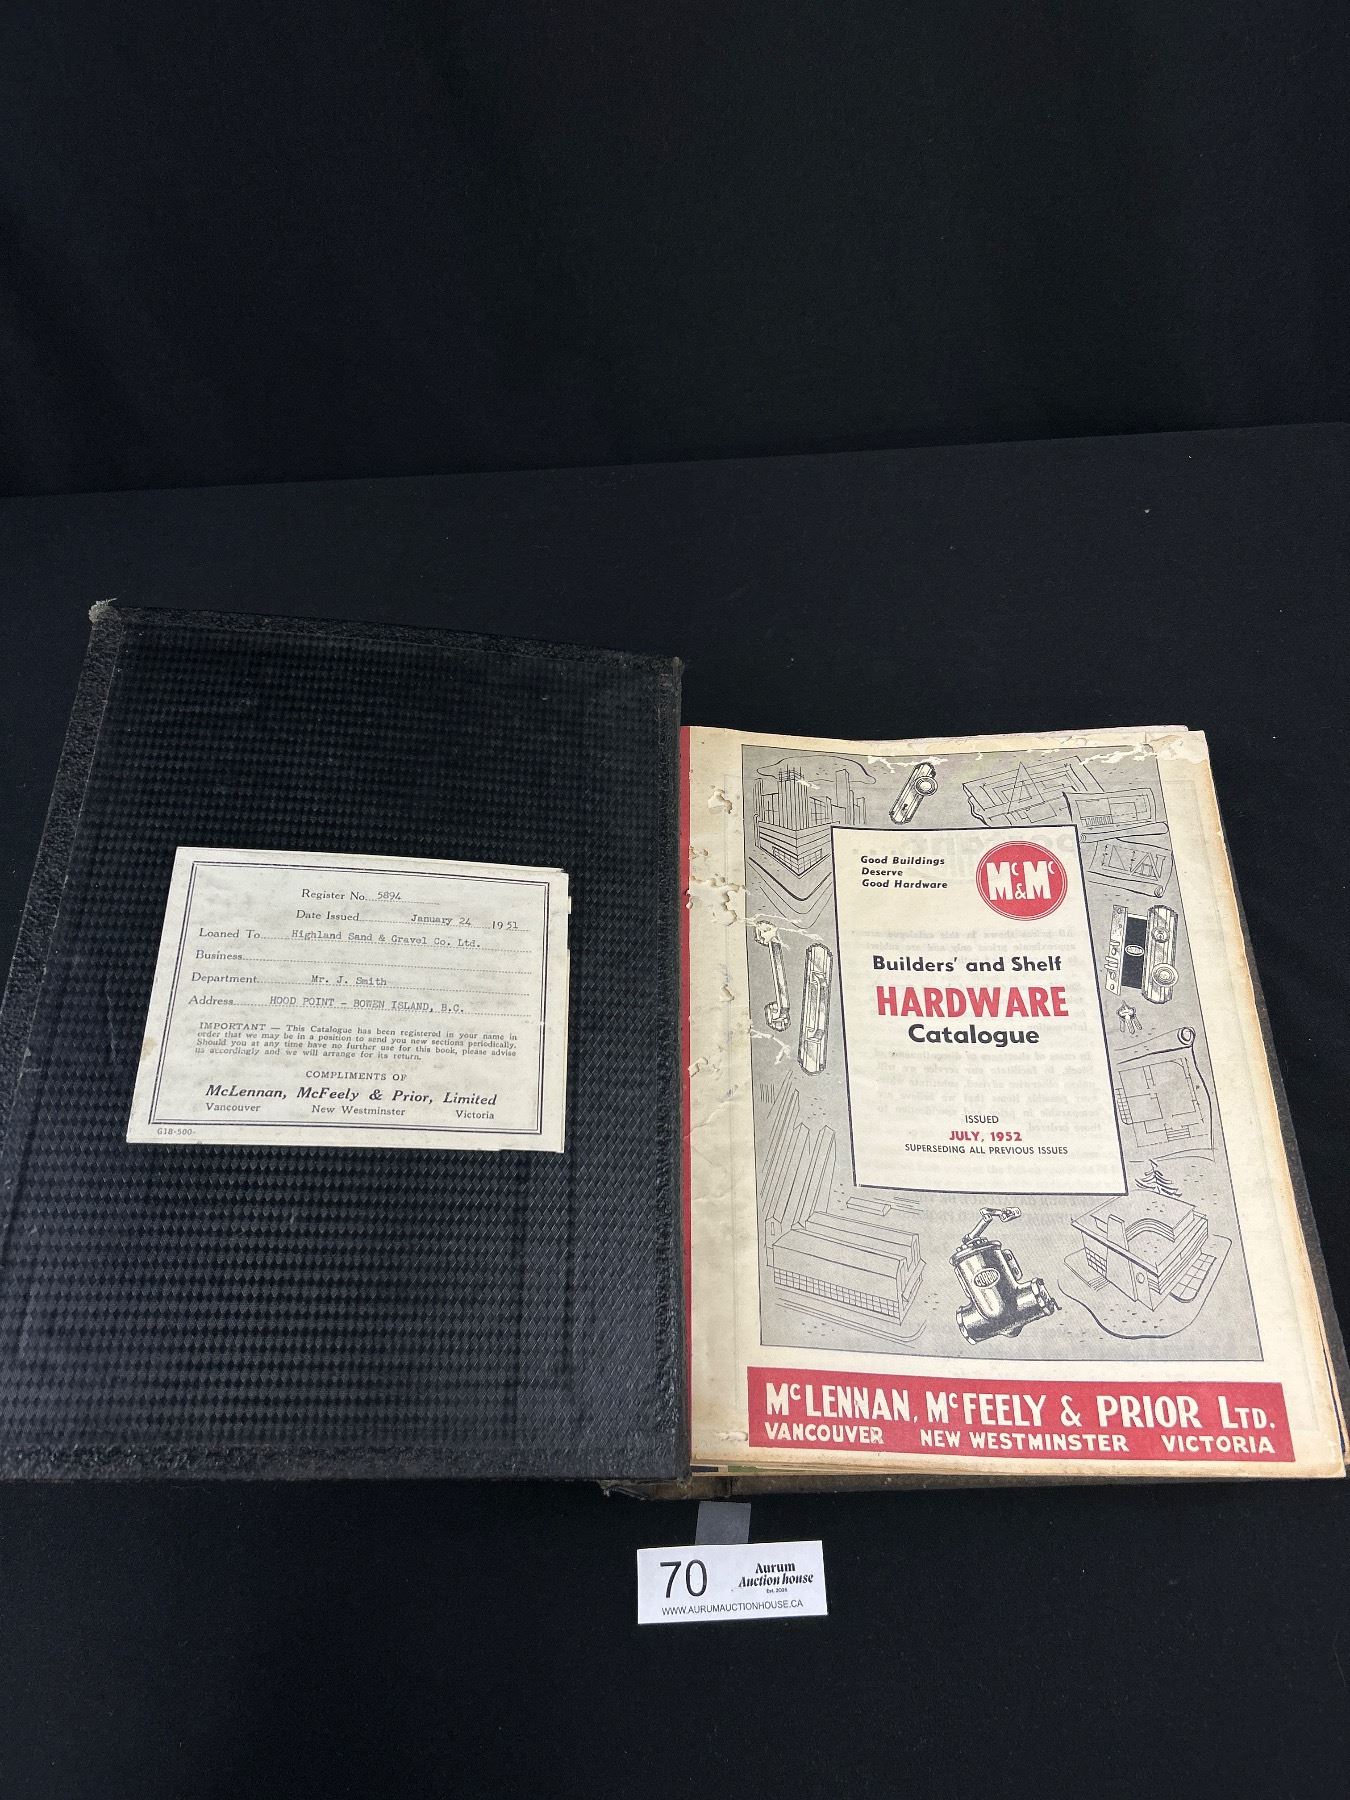 Register No. 5894
Date Issued January 24 1951
Loaned To Highland Sand & Gravel Co. Ltd.
Business
Department Mr. J. Smith
Address HOOD POINT - BOWEN ISLAND, B.C.
IMPORTANT — This Catalogue has been registered in your name in
order that we may be in a position to send you new sections periodically.
Should you at any time have no further use for this book, please advise
us accordingly and we will arrange for its return.
COMPLIMENTS OF
McLennan, McFeely & Prior, Limited
Vancouver New Westminster Victoria
G18-500-
Good Buildings
Deserve
Good Hardware
Mc & Mc
Builders' and Shelf
HARDWARE
Catalogue
ISSUED
JULY, 1952
SUPERSEDING ALL PREVIOUS ISSUES
McLENNAN, McFEELY & PRIOR LTD.
VANCOUVER NEW WESTMINSTER VICTORIA
70
Aurum
Auction house
WWW.AURUMAUCTIONHOUSE.CA